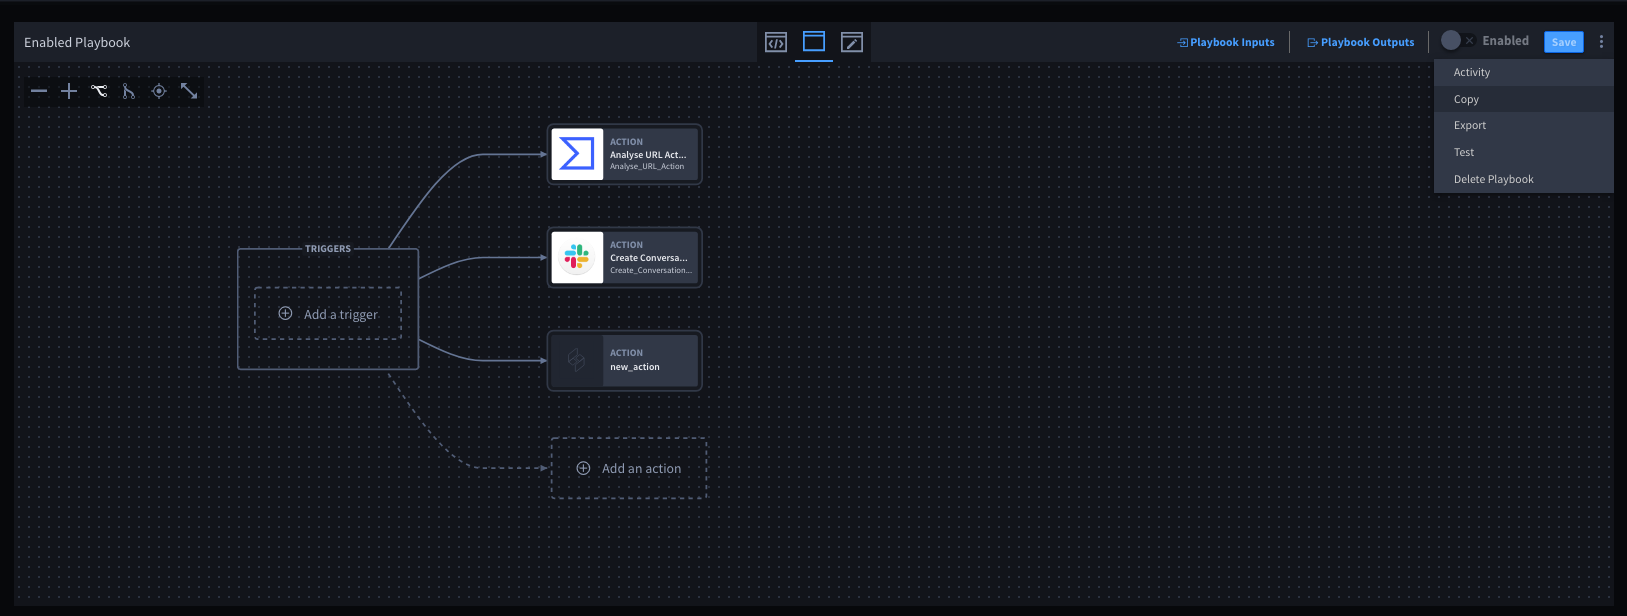 Enabled Playbook
Playbook Inputs
Playbook Outputs
Enabled
Save
Activity
Copy
Export
Test
Delete Playbook
ACTION
Analyse URL Act...
Analyse_URL_Action
TRIGGERS
Add a trigger
ACTION
Create Conversa...
Create_Conversation...
ACTION
new_action
Add an action